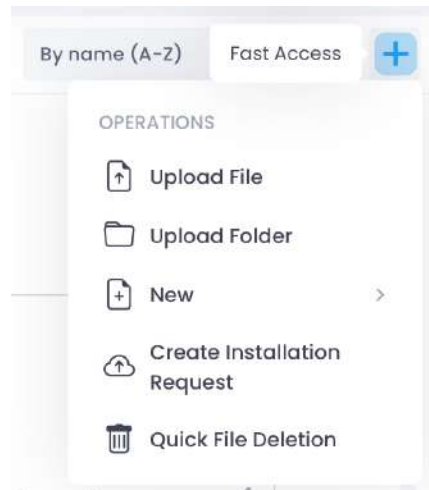 By name (A-Z)
Fast Access
OPERATIONS
Upload File
Upload Folder
New
Create Installation
Request
Quick File Deletion